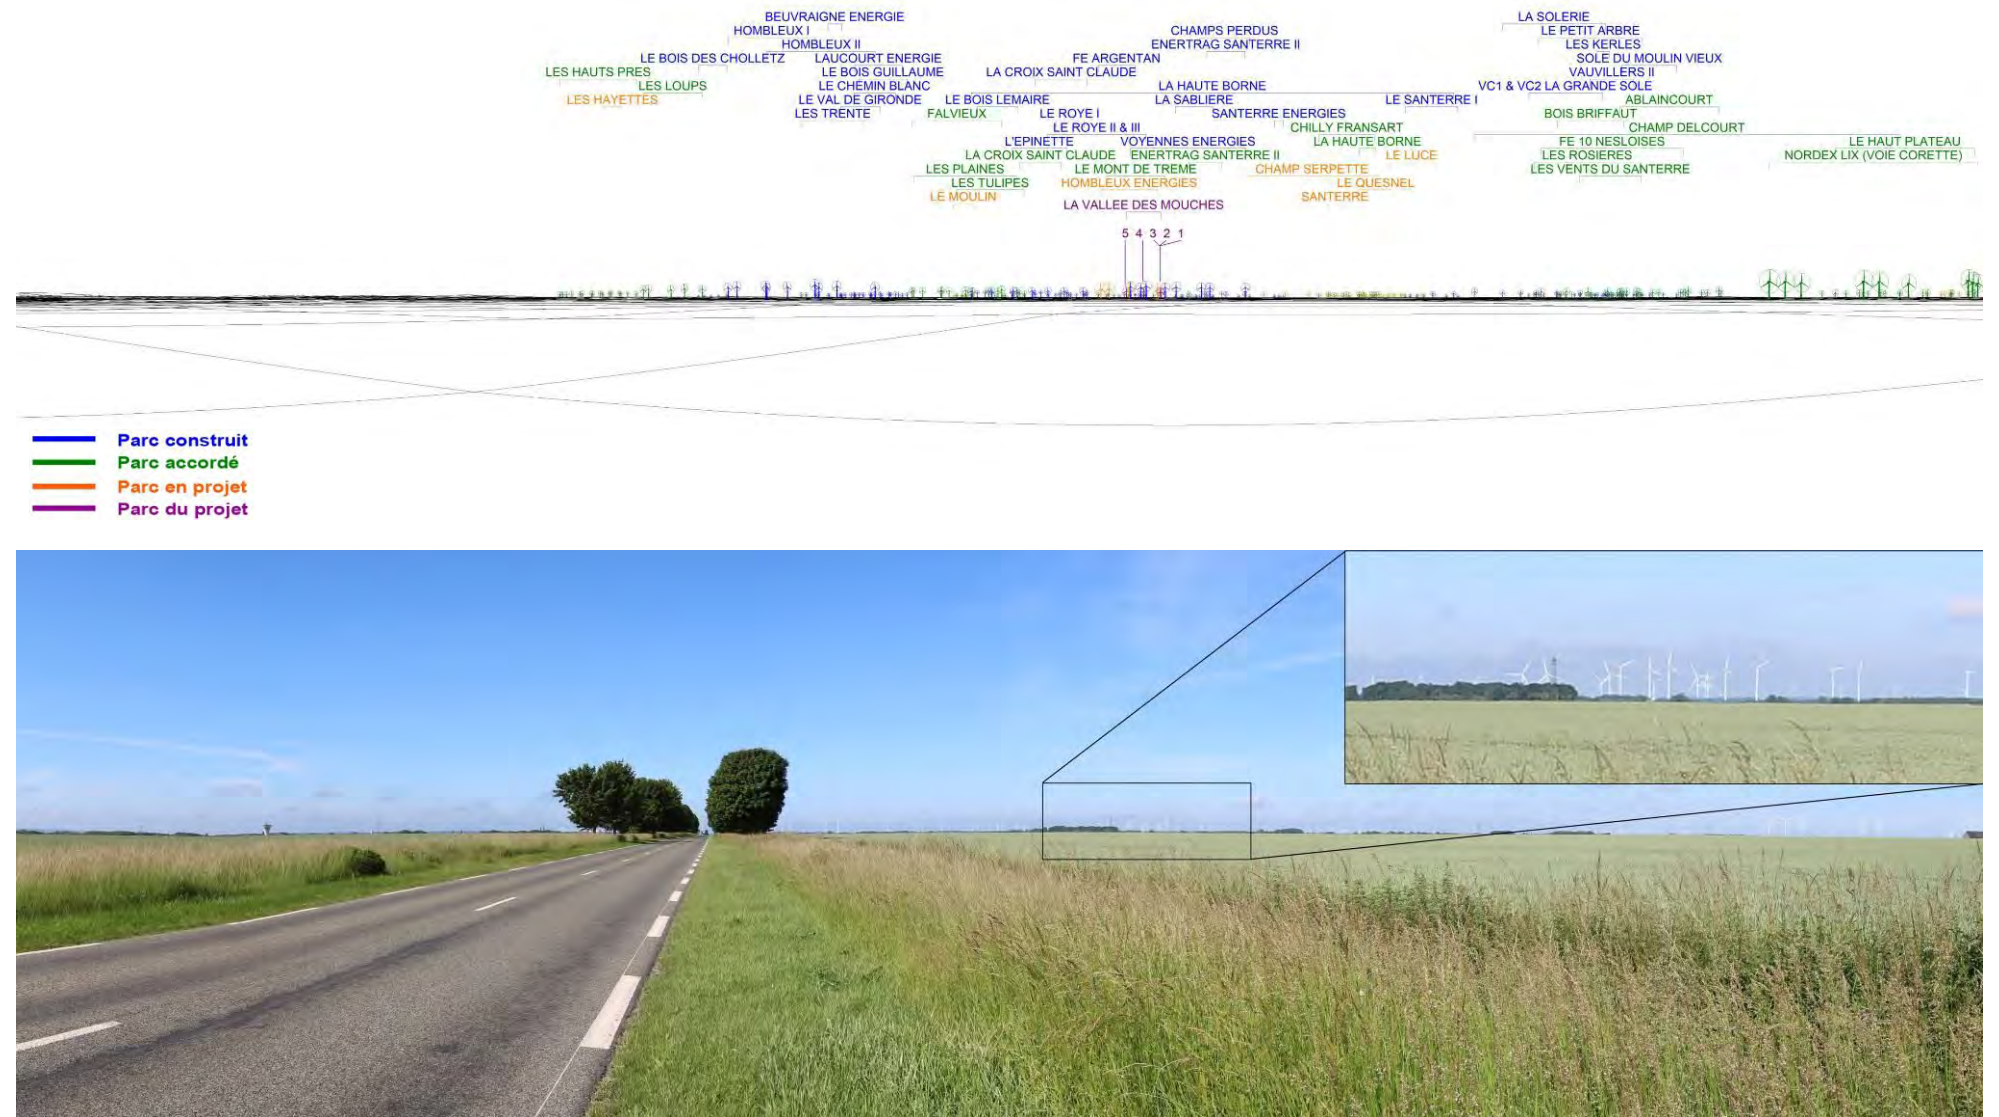 BEUVRAIGNE ENERGIE
LA SOLERIE
HOMBLEUX I
CHAMPS PERDUS
LE PETIT ARBRE
HOMBLEUX II
ENERTRAG SANTERRE II
LES KERLES
LE BOIS DES CHOLLETZ
LAUCOURT ENERGIE
FE ARGENTAN
SOLE DU MOULIN VIEUX
LES HAUTS PRES
LE BOIS GUILLAUME
LA CROIX SAINT CLAUDE
VAUVILLERS II
LES LOUPS
LE CHEMIN BLANC
LA HAUTE BORNE
VC1 & VC2 LA GRANDE SOLE
LES HAYETTES
LE VAL DE GIRONDE
LE BOIS LEMAIRE
LA SABLIERE
LE SANTERRE I
ABLAINCOURT
LES TRENTE
FALVIEUX
LE ROYE I
SANTERRE ENERGIES
BOIS BRIFFAUT
LE ROYE II & III
CHILLY FRANSART
CHAMP DELCOURT
L'EPINETTE
VOYENNES ENERGIES
LA HAUTE BORNE
FE 10 NESLOISES
LE HAUT PLATEAU
LA CROIX SAINT CLAUDE
ENERTRAG SANTERRE II
LE LUCE
LES ROSIERES
NORDEX LIX (VOIE CORETTE)
LES PLAINES
LE MONT DE TREME
CHAMP SERPETTE
LES VENTS DU SANTERRE
LES TULIPES
HOMBLEUX ENERGIES
LE QUESNEL
LE MOULIN
SANTERRE
LA VALLEE DES MOUCHES
5 4 3 2 1
Parc construit
Parc accordé
Parc en projet
Parc du projet